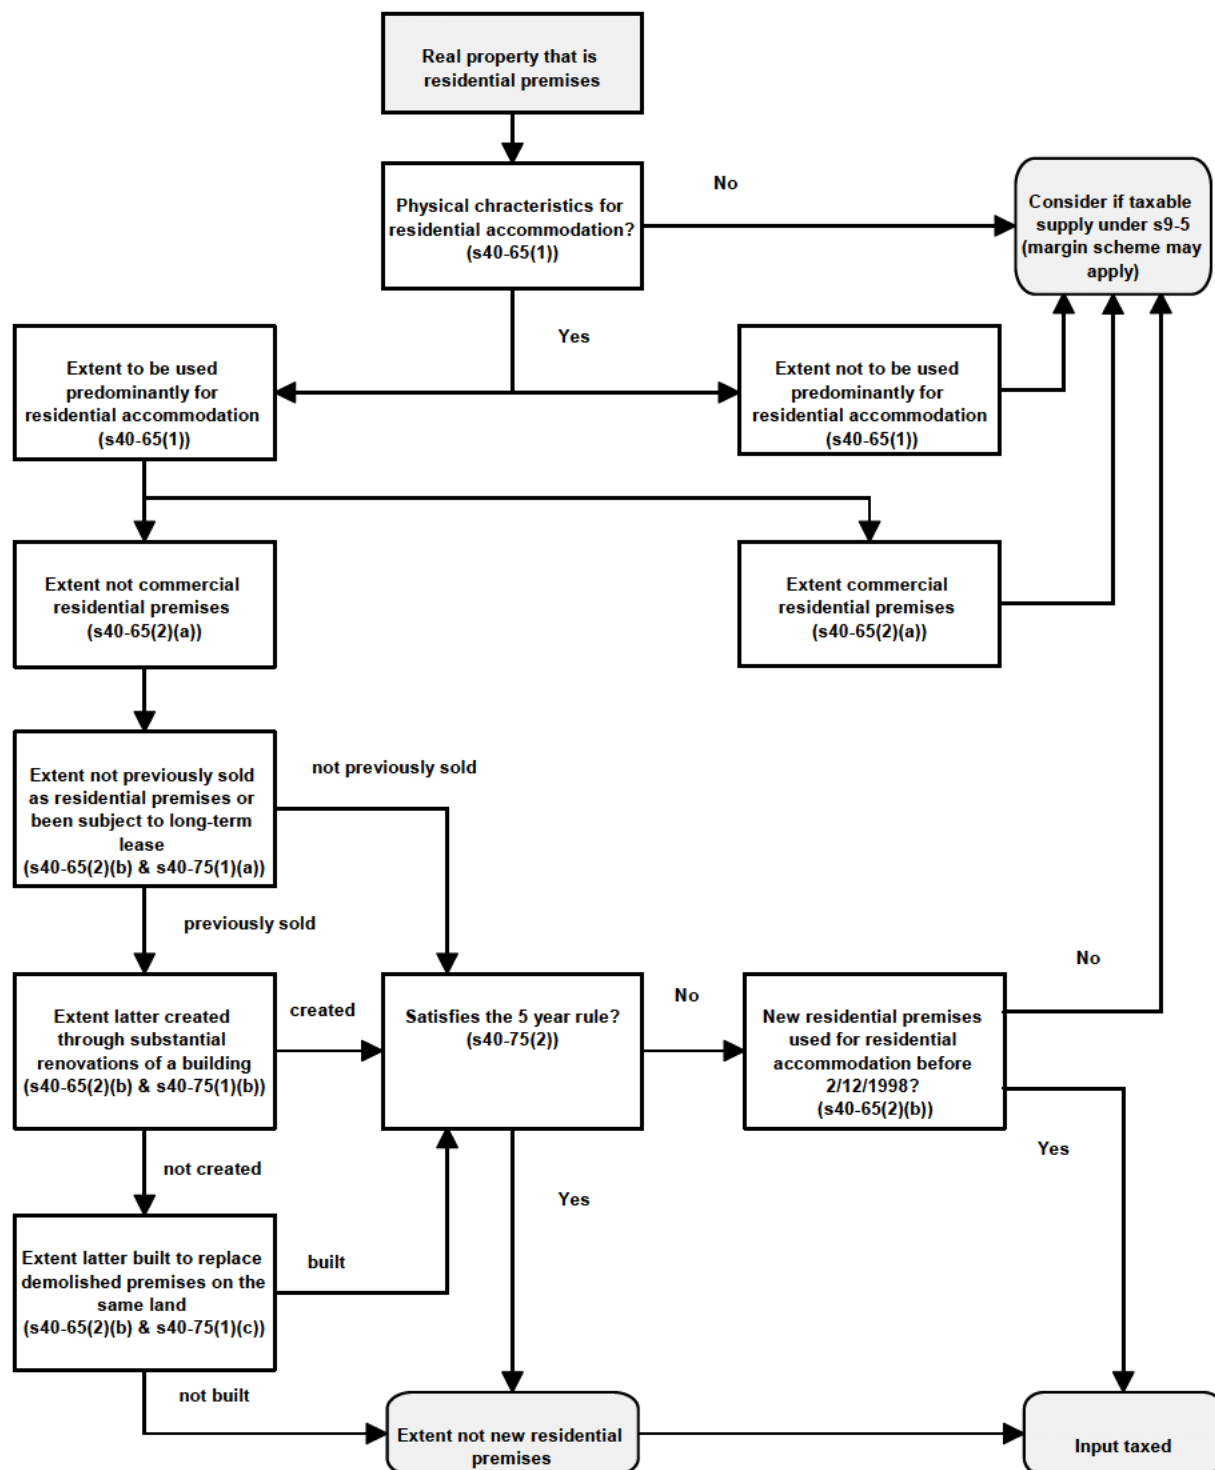 Real property that is
residential premises
No
Physical chracteristics for
residential accommodation?
(s40-65(1))
Consider if taxable
supply under s9-5
(margin scheme may
apply)
Yes
Extent to be used
predominantly for
residential accommodation
(s40-65(1))
Extent not to be used
predominantly for
residential accommodation
(s40-65(1))
Extent not commercial
residential premises
(s40-65(2)(a))
Extent commercial
residential premises
(s40-65(2)(a))
Extent not previously sold
as residential premises or
been subject to long-term
lease
(s40-65(2)(b) & s40-75(1)(a))
not previously sold
previously sold
Extent latter created
through substantial
renovations of a building
(s40-65(2)(b) & s40-75(1)(b))
created
Satisfies the 5 year rule?
(s40-75(2))
No
New residential premises
used for residential
accommodation before
2/12/1998?
(s40-65(2)(b))
No
Yes
not created
Yes
Extent latter built to replace
demolished premises on the
same land
(s40-65(2)(b) & s40-75(1)(c))
built
not built
Extent not new residential
premises
Input taxed